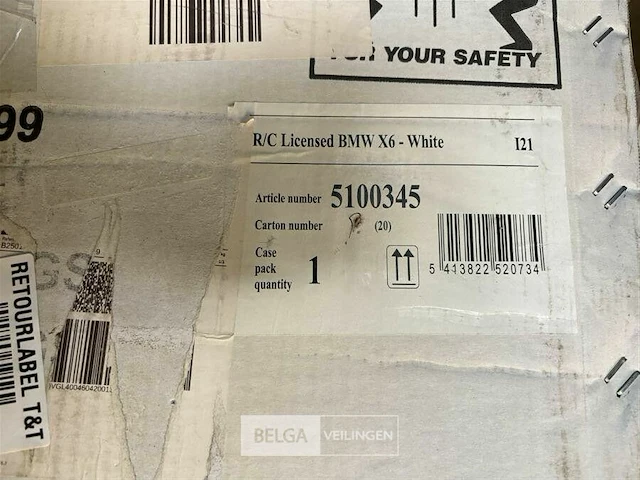 YOUR SAFETY
99
R/C Licensed BMW X6 - White I21
Article number 5100345
Carton number (20)
Case
pack
quantity 1
5 413822 520734
RETOURLABEL T&T
BELGA VEILINGEN